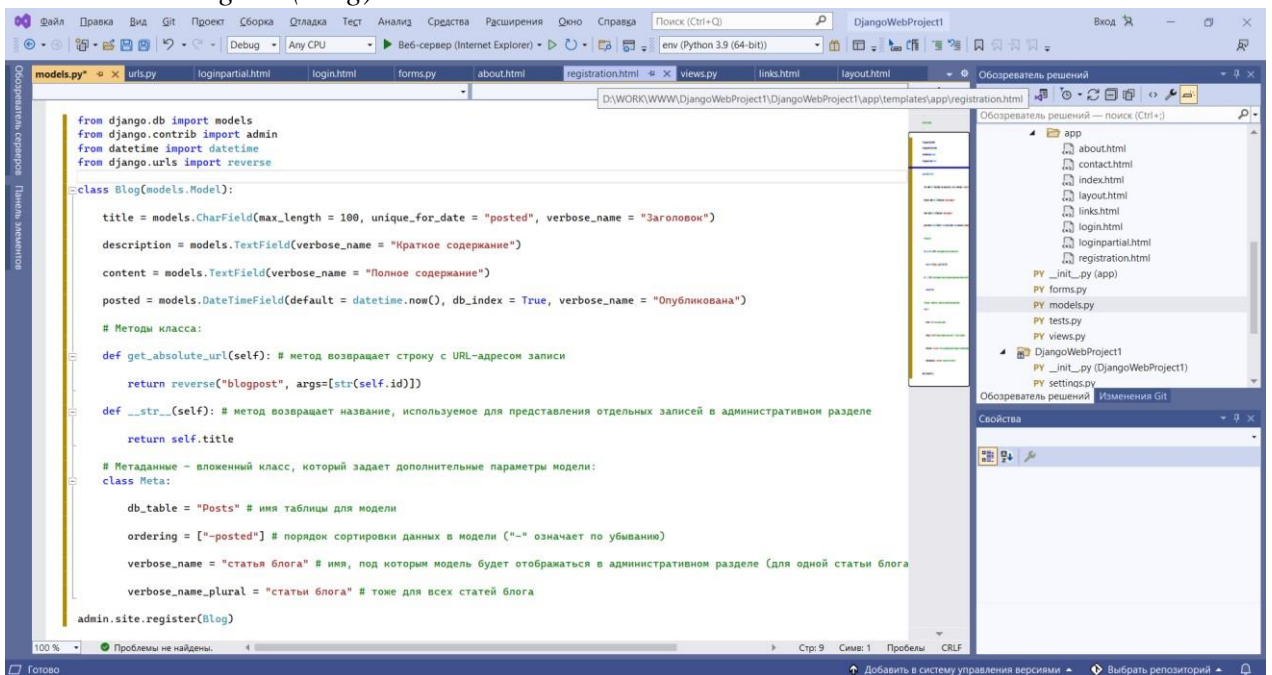 Файл Правка Вид Git Проект Сборка Отладка Тест Анализ Средства Расширения Окно Справка Поиск (Ctrl+Q) DjangoWebProject1 Вход
Debug Any CPU Веб-сервер (Internet Explorer) env (Python 3.9 (64-bit))
Обозреватель серверов
Панель элементов
models.py* urls.py loginpartial.html login.html forms.py about.html registration.html views.py links.html layout.html
D:\WORK\WWW\DjangoWebProject1\DjangoWebProject1\app\templates\app\registration.html
from django.db import models
from django.contrib import admin
from datetime import datetime
from django.urls import reverse
class Blog(models.Model):
title = models.CharField(max_length = 100, unique_for_date = "posted", verbose_name = "Заголовок")
description = models.TextField(verbose_name = "Краткое содержание")
content = models.TextField(verbose_name = "Полное содержание")
posted = models.DateTimeField(default = datetime.now(), db_index = True, verbose_name = "Опубликована")
# Методы класса:
def get_absolute_url(self): # метод возвращает строку с URL-адресом записи
return reverse("blogpost", args=[str(self.id)])
def __str__(self): # метод возвращает название, используемое для представления отдельных записей в административном разделе
return self.title
# Метаданные – вложенный класс, который задает дополнительные параметры модели:
class Meta:
db_table = "Posts" # имя таблицы для модели
ordering = ["-posted"] # порядок сортировки данных в модели ("-" означает по убыванию)
verbose_name = "статья блога" # имя, под которым модель будет отображаться в административном разделе (для одной статьи блога
verbose_name_plural = "статьи блога" # тоже для всех статей блога
admin.site.register(Blog)
100 % Проблемы не найдены. Стр: 9 Симв: 1 Пробелы CRLF
Обозреватель решений
Обозреватель решений — поиск (Ctrl+;)
app
about.html
contact.html
index.html
layout.html
links.html
login.html
loginpartial.html
registration.html
PY __init__.py (app)
PY forms.py
PY models.py
PY tests.py
PY views.py
DjangoWebProject1
PY __init__.py (DjangoWebProject1)
PY settings.py
Обозреватель решений Изменения Git
Свойства
Готово Добавить в систему управления версиями Выбрать репозиторий